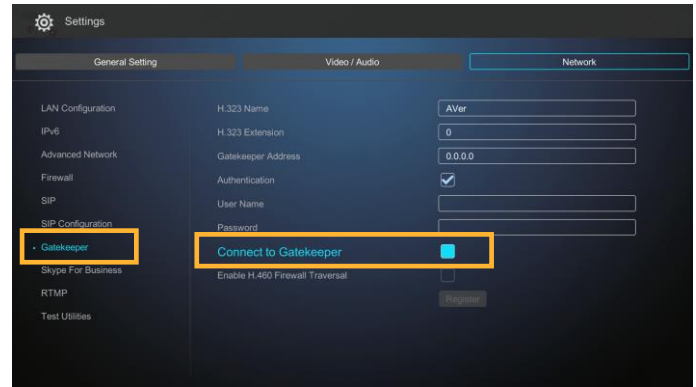 Settings
General Setting
Video / Audio
Network
LAN Configuration
IPv6
Advanced Network
Firewall
SIP
SIP Configuration
Gatekeeper
Skype For Business
RTMP
Test Utilities
H.323 Name
AVer
H.323 Extension
0
Gatekeeper Address
0.0.0.0
Authentication
User Name
Password
Connect to Gatekeeper
Enable H.460 Firewall Traversal
Register